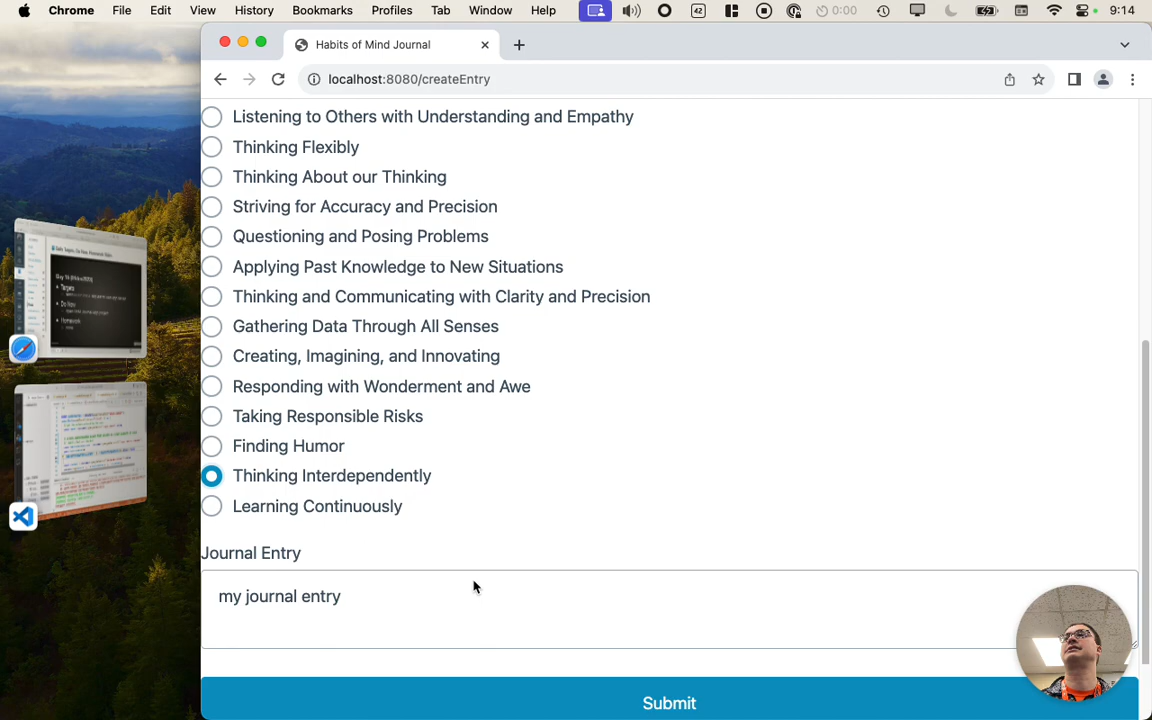 Chrome File Edit View History Bookmarks Profiles Tab Window Help 42 0:00 9:14
Habits of Mind Journal
localhost:8080/createEntry
Listening to Others with Understanding and Empathy
Thinking Flexibly
Thinking About our Thinking
Striving for Accuracy and Precision
Questioning and Posing Problems
Applying Past Knowledge to New Situations
Thinking and Communicating with Clarity and Precision
Gathering Data Through All Senses
Creating, Imagining, and Innovating
Responding with Wonderment and Awe
Taking Responsible Risks
Finding Humor
Thinking Interdependently
Learning Continuously
Journal Entry
my journal entry
Submit